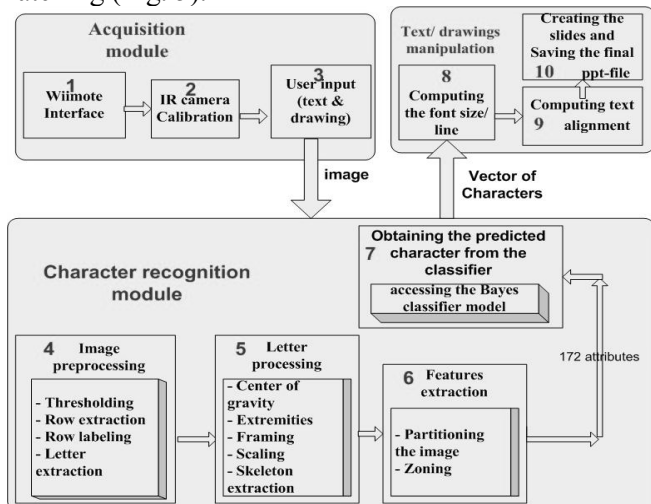 Acquisition module
1
Wiimote
Interface
2
IR camera
Calibration
3
User input
(text &
drawing)
image
Text/ drawings
manipulation
8
Computing
the font size/
line
Creating the
slides and
Saving the final
10 ppt-file
Computing text
9 alignment
Vector of
Characters
Character recognition
module
Obtaining the predicted
7 character from the
classifier
accessing the Bayes
classifier model
4 Image
preprocessing
- Thresholding
- Row extraction
- Row labeling
- Letter
extraction
5 Letter
processing
- Center of
gravity
- Extremities
- Framing
- Scaling
- Skeleton
extraction
6 Features
extraction
- Partitioning
the image
- Zoning
172 attributes